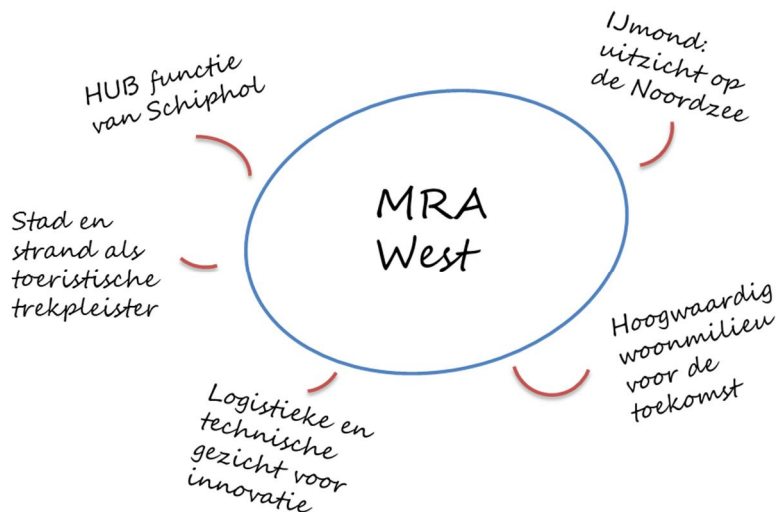 HUB functie
van Schiphol
IJmond:
uitzicht op
de Noordzee
MRA
West
Stad en
strand als
toeristische
trekpleister
Hoogwaardig
woonmilieu
voor de
toekomst
Logistieke en
technische
gezicht voor
innovatie